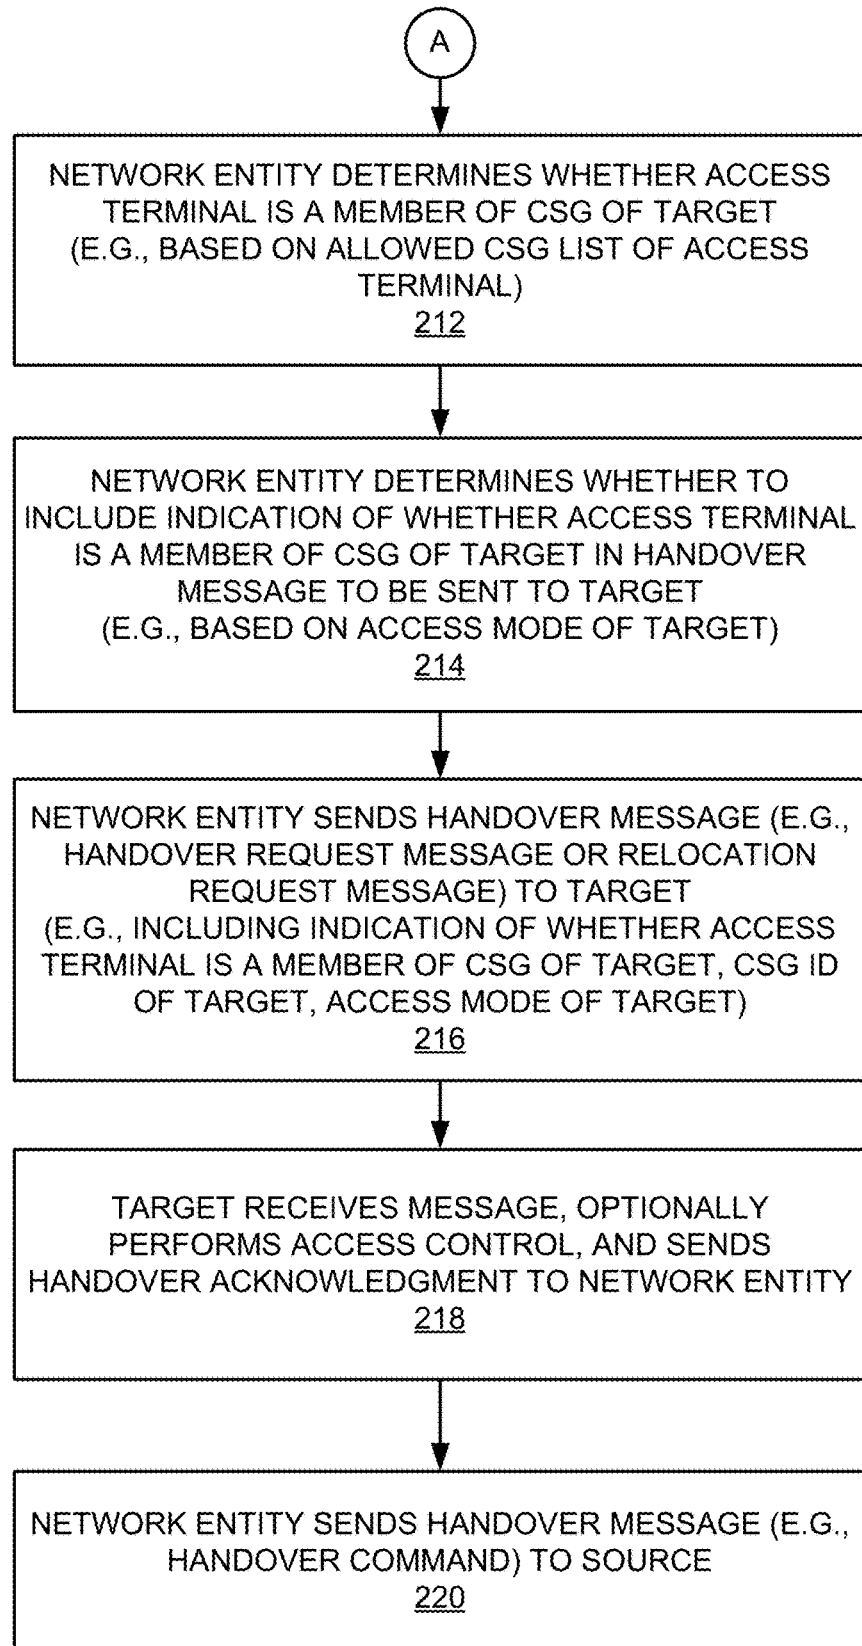 A
NETWORK ENTITY DETERMINES WHETHER ACCESS
TERMINAL IS A MEMBER OF CSG OF TARGET
(E.G., BASED ON ALLOWED CSG LIST OF ACCESS
TERMINAL)
212
NETWORK ENTITY DETERMINES WHETHER TO
INCLUDE INDICATION OF WHETHER ACCESS TERMINAL
IS A MEMBER OF CSG OF TARGET IN HANDOVER
MESSAGE TO BE SENT TO TARGET
(E.G., BASED ON ACCESS MODE OF TARGET)
214
NETWORK ENTITY SENDS HANDOVER MESSAGE (E.G.,
HANDOVER REQUEST MESSAGE OR RELOCATION
REQUEST MESSAGE) TO TARGET
(E.G., INCLUDING INDICATION OF WHETHER ACCESS
TERMINAL IS A MEMBER OF CSG OF TARGET, CSG ID
OF TARGET, ACCESS MODE OF TARGET)
216
TARGET RECEIVES MESSAGE, OPTIONALLY
PERFORMS ACCESS CONTROL, AND SENDS
HANDOVER ACKNOWLEDGMENT TO NETWORK ENTITY
218
NETWORK ENTITY SENDS HANDOVER MESSAGE (E.G.,
HANDOVER COMMAND) TO SOURCE
220